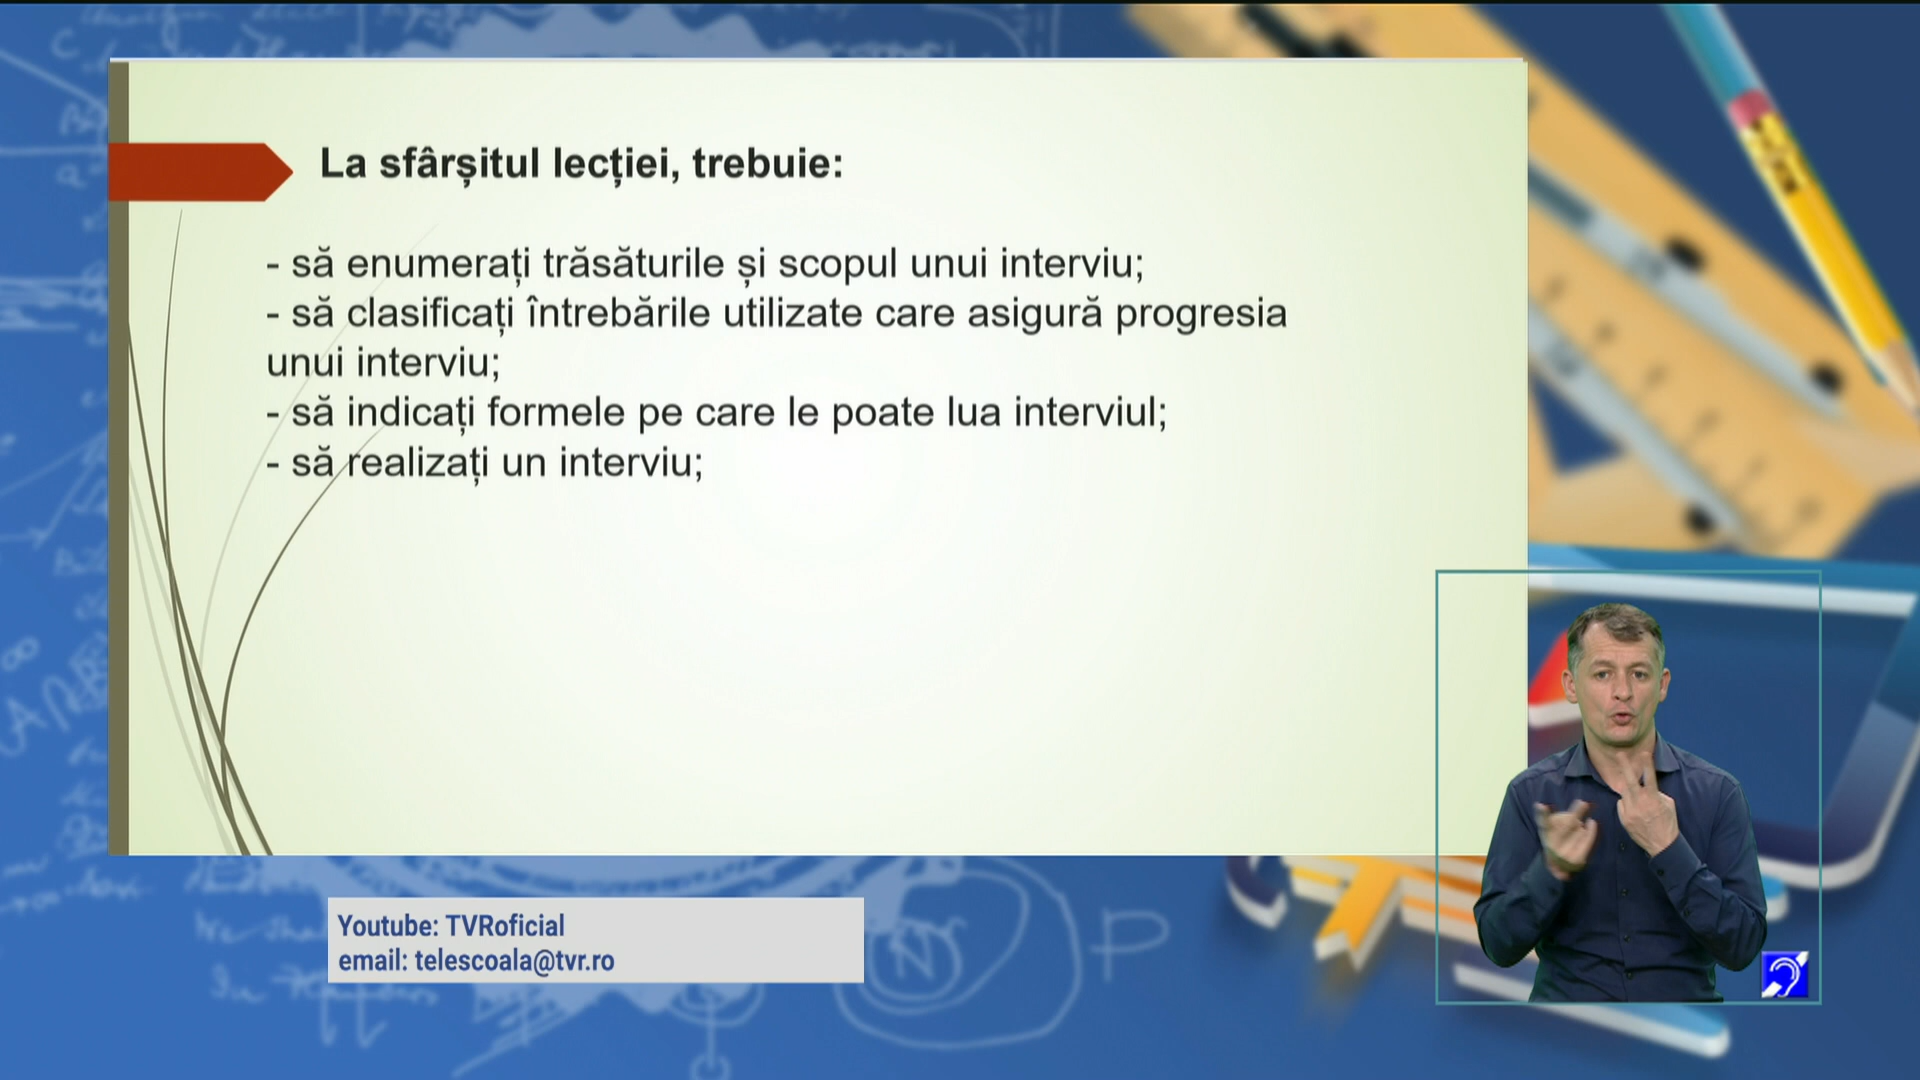 La sfârșitul lecției, trebuie:
- să enumerați trăsăturile și scopul unui interviu;
- să clasificați întrebările utilizate care asigură progresia
unui interviu;
- să indicați formele pe care le poate lua interviul;
- să realizați un interviu;
Youtube: TVRoficial
email: telescoala@tvr.ro